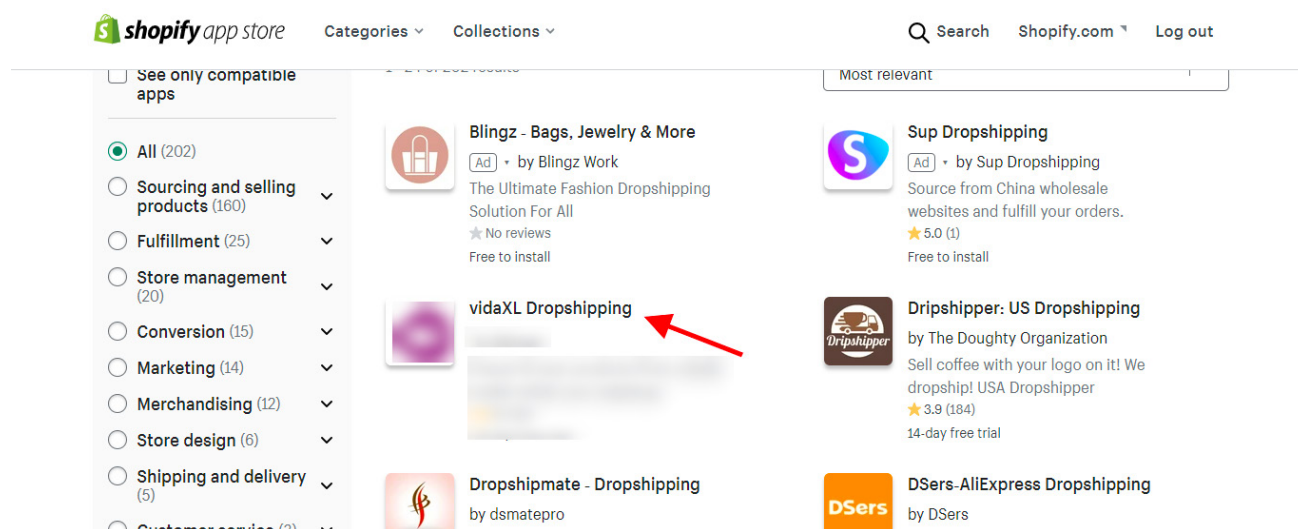 shopify app store
Categories
Collections
Search
Shopify.com
Log out
See only compatible
apps
All (202)
Sourcing and selling
products (160)
Fulfillment (25)
Store management
(20)
Conversion (15)
Marketing (14)
Merchandising (12)
Store design (6)
Shipping and delivery
(5)
Customer service
Most relevant
Blingz - Bags, Jewelry & More
Ad • by Blingz Work
The Ultimate Fashion Dropshipping
Solution For All
No reviews
Free to install
Sup Dropshipping
Ad • by Sup Dropshipping
Source from China wholesale
websites and fulfill your orders.
5.0 (1)
Free to install
vidaXL Dropshipping
Dripshipper
Dripshipper: US Dropshipping
by The Doughty Organization
Sell coffee with your logo on it! We
dropship! USA Dropshipper
3.9 (184)
14-day free trial
Dropshipmate - Dropshipping
by dsmatepro
DSers
DSers-AliExpress Dropshipping
by DSers